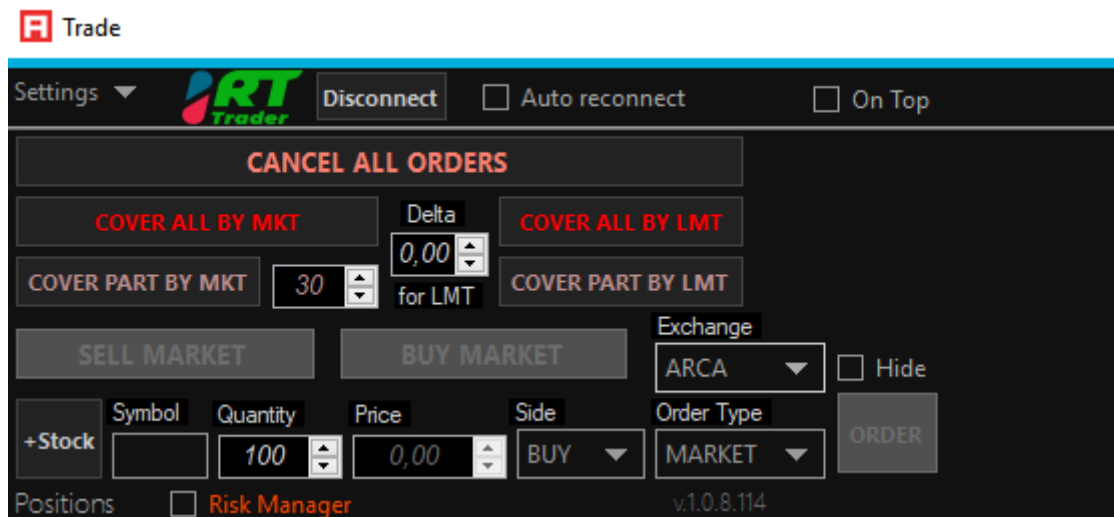 Trade
Settings RT Trader Disconnect Auto reconnect On Top
CANCEL ALL ORDERS
COVER ALL BY MKT Delta COVER ALL BY LMT
0,00
COVER PART BY MKT 30 for LMT COVER PART BY LMT
Exchange
SELL MARKET BUY MARKET ARCA Hide
Symbol Quantity Price Side Order Type
+Stock 100 0,00 BUY MARKET ORDER
Positions Risk Manager v.1.0.8.114